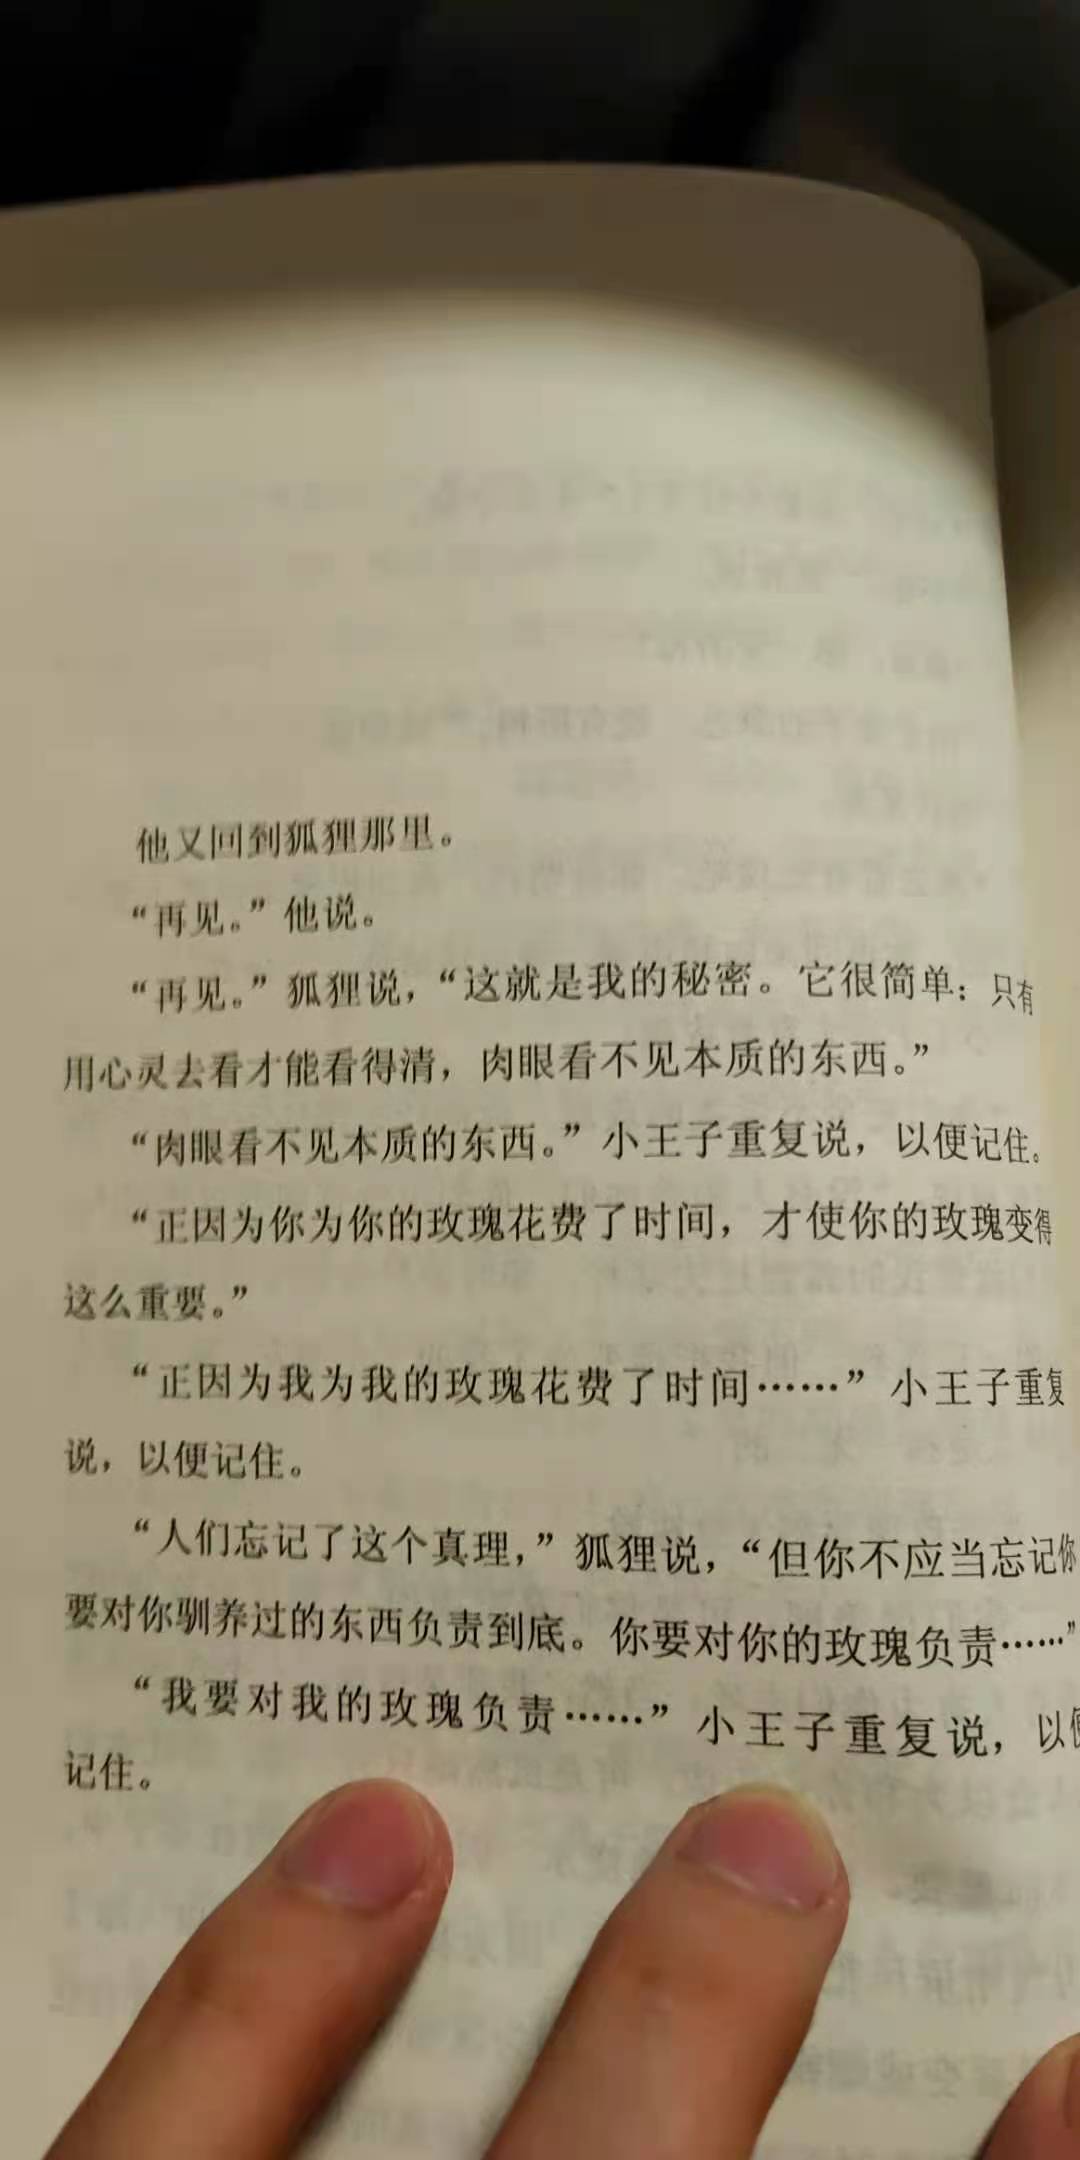 他又回到狐狸那里。
“再见。”他说。
“再见。”狐狸说，“这就是我的秘密。它很简单：只有
用心灵去看才能看得清，肉眼看不见本质的东西。”
“肉眼看不见本质的东西。”小王子重复说，以便记住。
“正因为你为你的玫瑰花费了时间，才使你的玫瑰变得
这么重要。”
“正因为我为我的玫瑰花费了时间……”小王子重复
说，以便记住。
“人们忘记了这个真理，”狐狸说，“但你不应当忘记你
要对你驯养过的东西负责到底。你要对你的玫瑰负责……”
“我要对我的玫瑰负责……”小王子重复说，以便
记住。